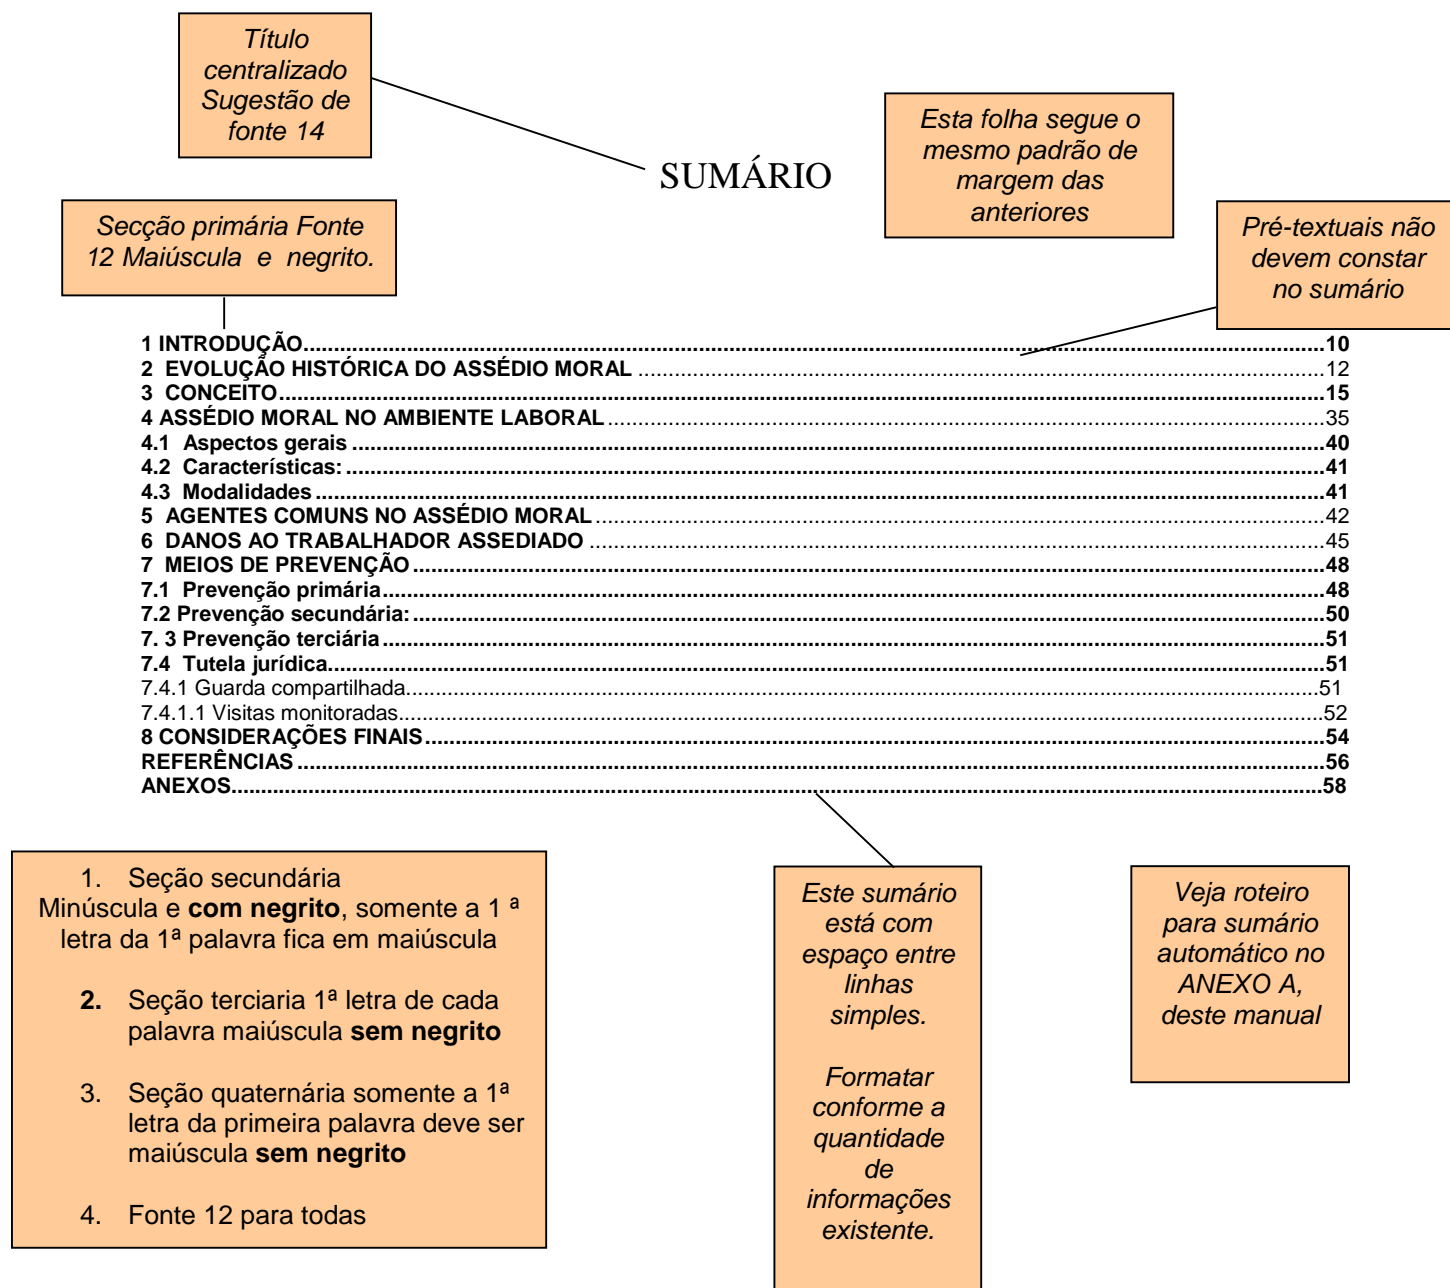 Título
centralizado
Sugestão de
fonte 14
Esta folha segue o
mesmo padrão de
margem das
anteriores
SUMÁRIO
Secção primária Fonte
12 Maiúscula e negrito.
Pré-textuais não
devem constar
no sumário
1 INTRODUÇÃO..........10
2 EVOLUÇÃO HISTÓRICA DO ASSÉDIO MORAL..........12
3 CONCEITO..........15
4 ASSÉDIO MORAL NO AMBIENTE LABORAL..........35
4.1 Aspectos gerais..........40
4.2 Características:..........41
4.3 Modalidades..........41
5 AGENTES COMUNS NO ASSÉDIO MORAL..........42
6 DANOS AO TRABALHADOR ASSEDIADO..........45
7 MEIOS DE PREVENÇÃO..........48
7.1 Prevenção primária..........48
7.2 Prevenção secundária:..........50
7. 3 Prevenção terciária..........51
7.4 Tutela jurídica..........51
7.4.1 Guarda compartilhada..........51
7.4.1.1 Visitas monitoradas..........52
8 CONSIDERAÇÕES FINAIS..........54
REFERÊNCIAS..........56
ANEXOS..........58
1. Seção secundária
Minúscula e com negrito, somente a 1 ª
letra da 1ª palavra fica em maiúscula
2. Seção terciaria 1ª letra de cada
palavra maiúscula sem negrito
3. Seção quaternária somente a 1ª
letra da primeira palavra deve ser
maiúscula sem negrito
4. Fonte 12 para todas
Este sumário
está com
espaço entre
linhas
simples.
Formatar
conforme a
quantidade
de
informações
existente.
Veja roteiro
para sumário
automático no
ANEXO A,
deste manual